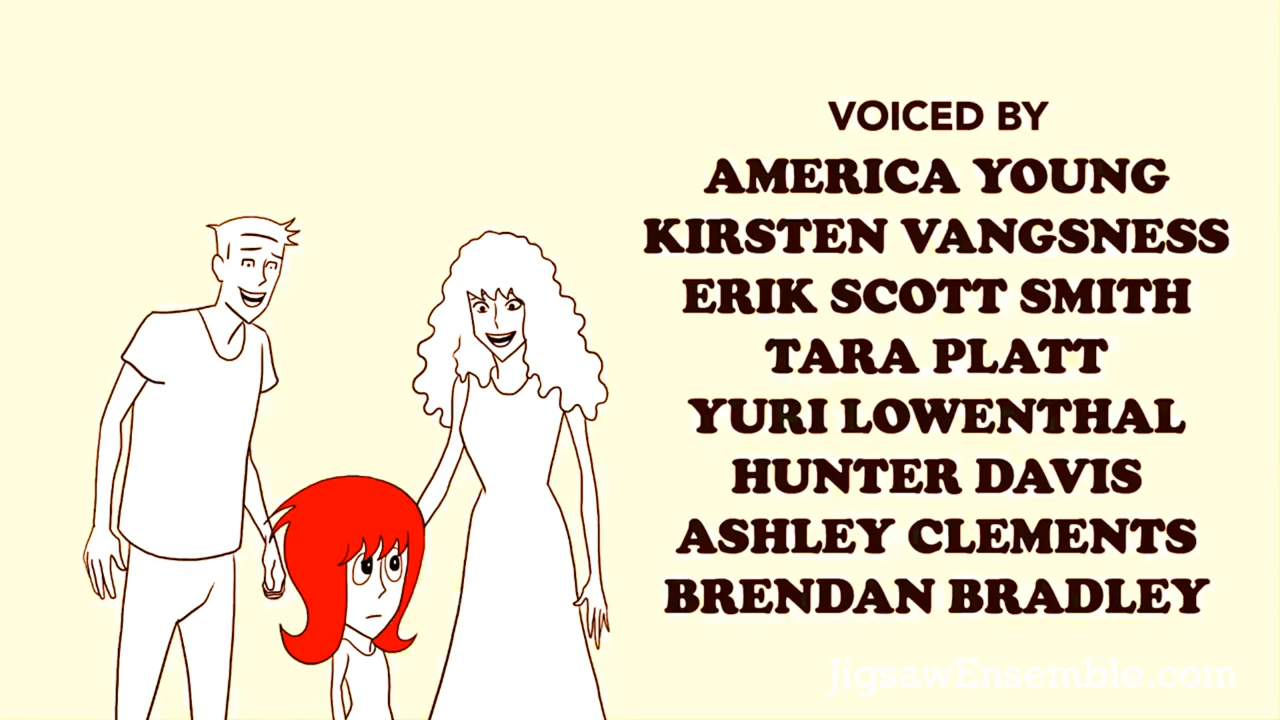 VOICED BY
AMERICA YOUNG
KIRSTEN VANGSNESS
ERIK SCOTT SMITH
TARA PLATT
YURI LOWENTHAL
HUNTER DAVIS
ASHLEY CLEMENTS
BRENDAN BRADLEY
JigsawEnsemble.com